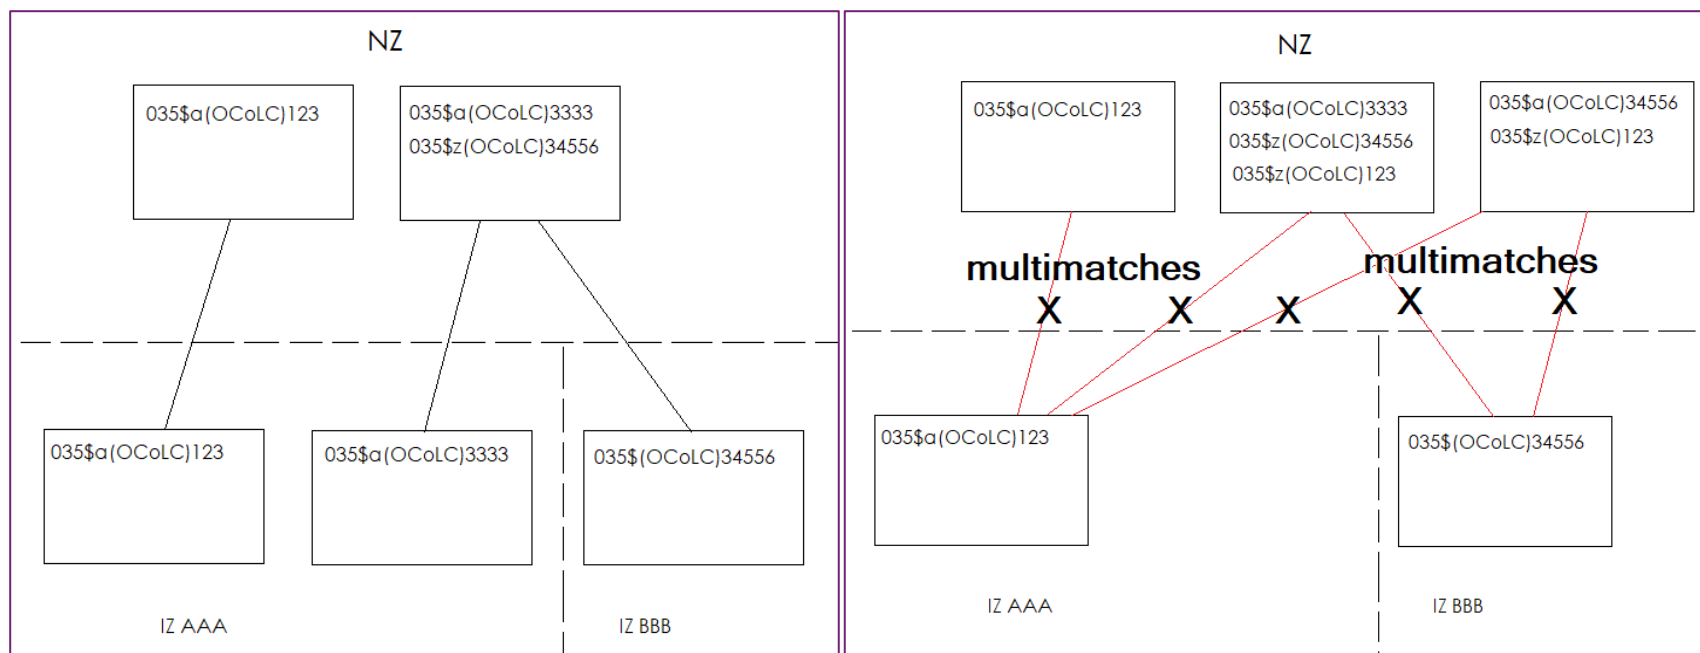 NZ
035$a(OCoLC)123
035$a(OCoLC)3333
035$z(OCoLC)34556
035$a(OCoLC)123
035$a(OCoLC)3333
035$(OCoLC)34556
IZ AAA
IZ BBB
NZ
035$a(OCoLC)123
035$a(OCoLC)3333
035$z(OCoLC)34556
035$z(OCoLC)123
035$a(OCoLC)34556
035$z(OCoLC)123
multimatches
multimatches
X X X X X
035$a(OCoLC)123
035$(OCoLC)34556
IZ AAA
IZ BBB